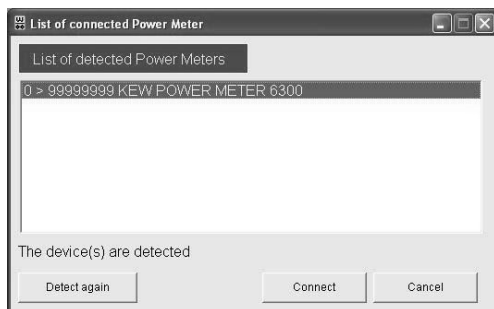 List of connected Power Meter
List of detected Power Meters
0 > 99999999 KEW POWER METER 6300
The device(s) are detected
Detect again
Connect
Cancel